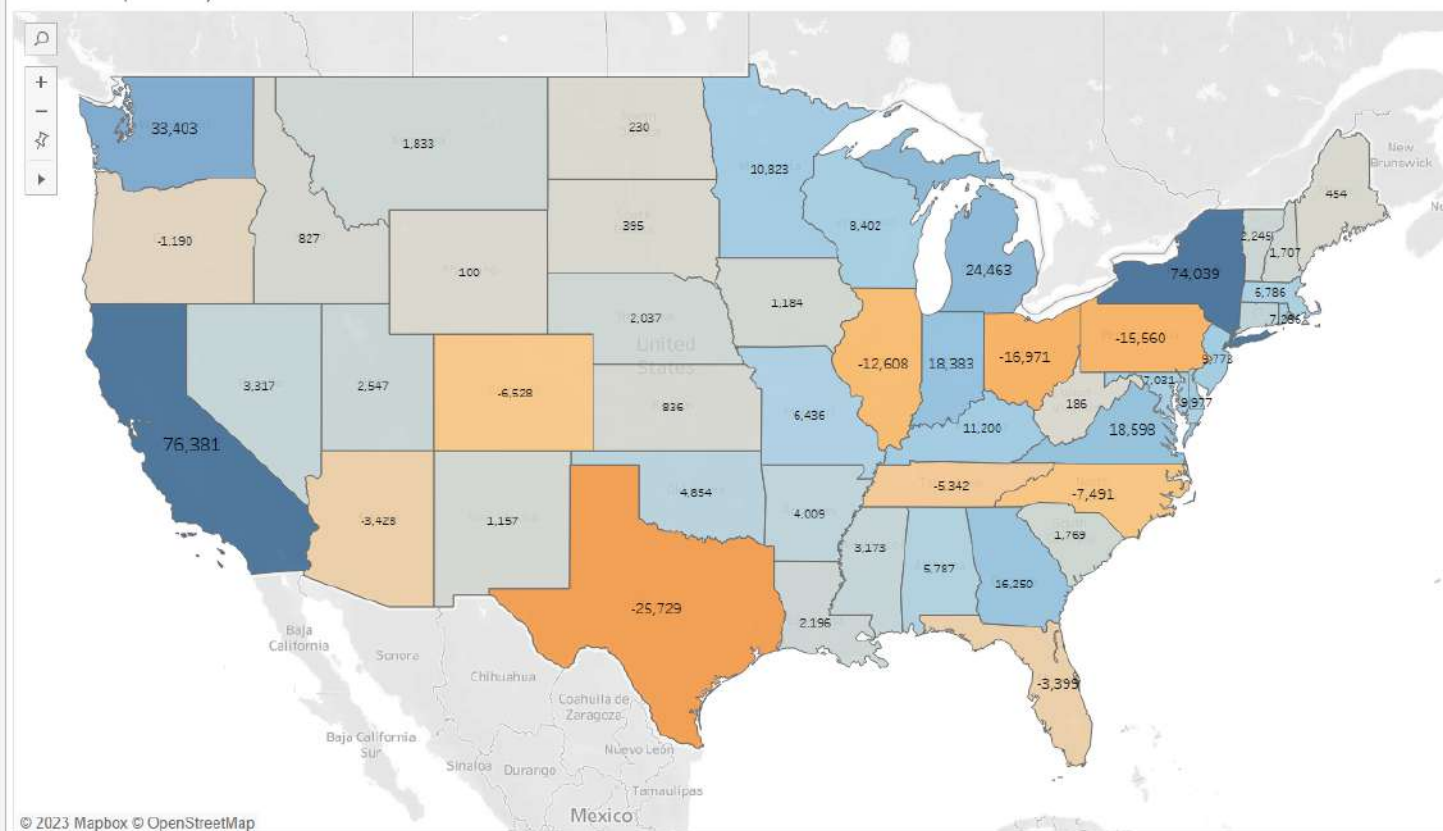 33,403
1,833
230
10,823
New
Brunswick
454
-1,190
827
395
8,402
24,463
74,039
2,245
1,707
100
1,184
6,786
2,037
United
States
-12,608
18,383
-16,971
-15,560
3,317
2,547
-6,528
836
6,436
186
9,977
76,381
11,200
18,598
-5,342
-7,491
4,854
4,009
-3,428
1,157
3,173
5,787
16,250
1,769
-25,729
2,196
-3,399
Baja
California
Sonora
Chihuahua
Coahuila de
Zaragoza
Baja California
Sur
Nuevo León
Sinaloa
Durango
Tamaulipas
Mexico
© 2023 Mapbox © OpenStreetMap